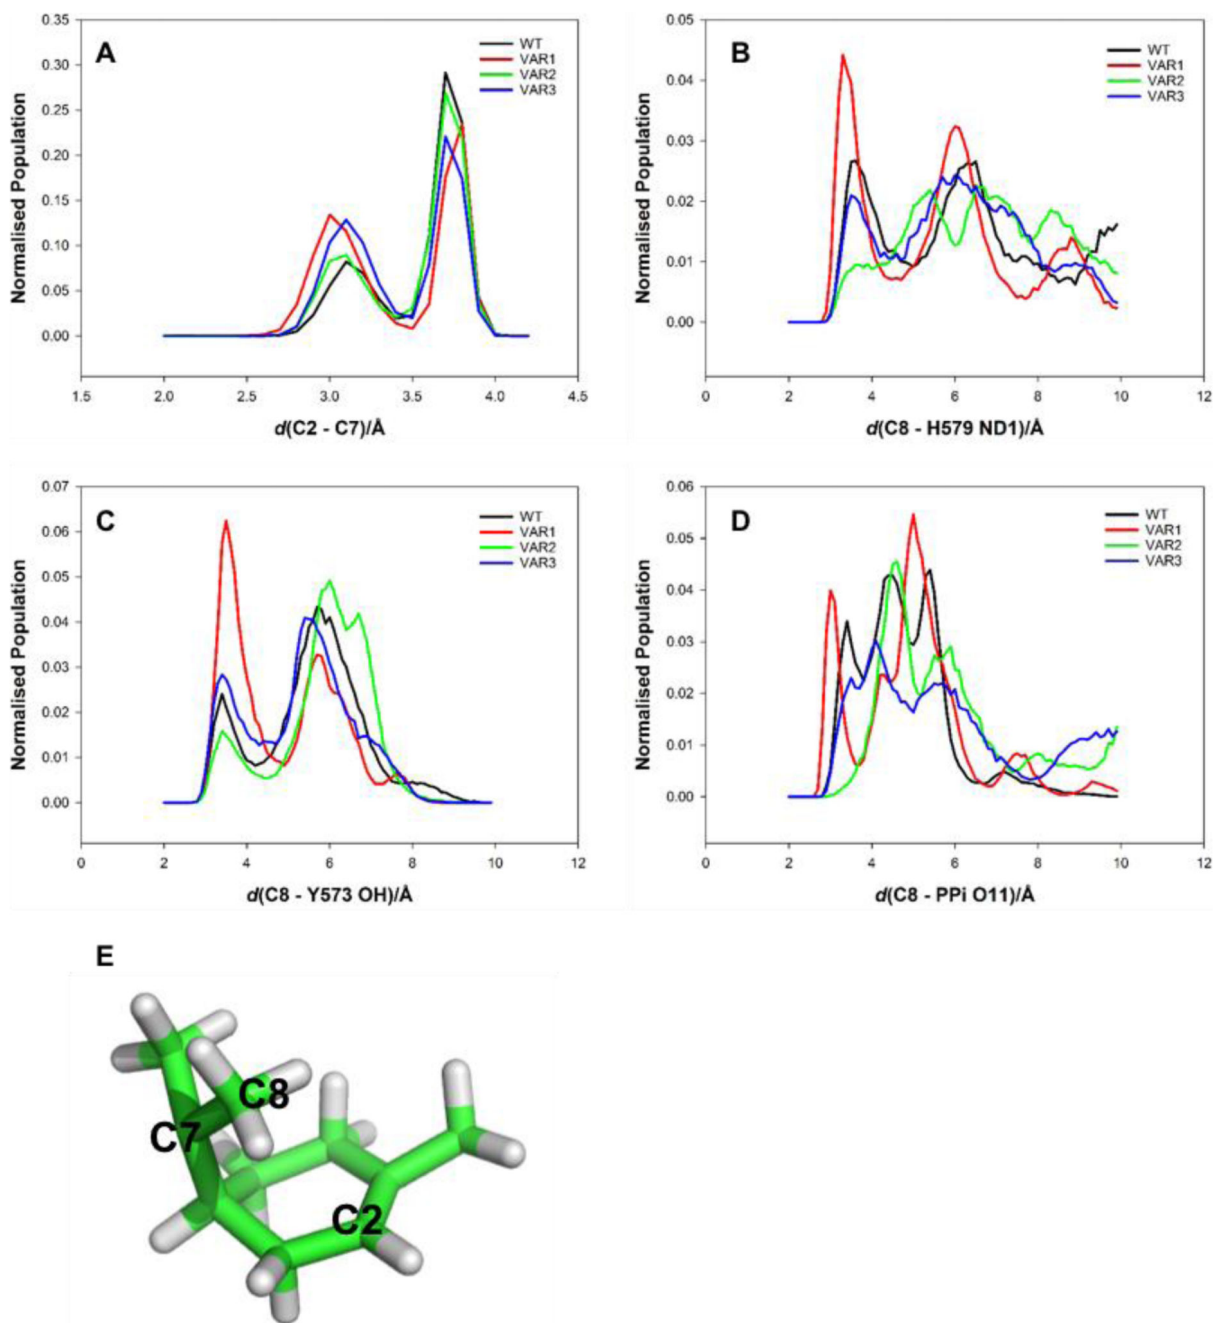 A
WT
VAR1
VAR2
VAR3
Normalised Population
0.35
0.30
0.25
0.20
0.15
0.10
0.05
0.00
1.5 2.0 2.5 3.0 3.5 4.0 4.5
d(C2 - C7)/Å
B
WT
VAR1
VAR2
VAR3
Normalised Population
0.05
0.04
0.03
0.02
0.01
0.00
0 2 4 6 8 10 12
d(C8 - H579 ND1)/Å
C
WT
VAR1
VAR2
VAR3
Normalised Population
0.07
0.06
0.05
0.04
0.03
0.02
0.01
0.00
0 2 4 6 8 10 12
d(C8 - Y573 OH)/Å
D
WT
VAR1
VAR2
VAR3
Normalised Population
0.06
0.05
0.04
0.03
0.02
0.01
0.00
0 2 4 6 8 10 12
d(C8 - PPi O11)/Å
E
C8
C7
C2